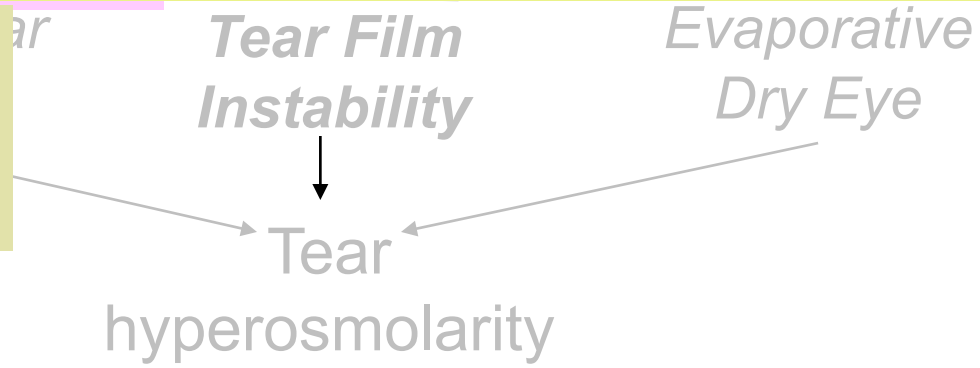 Tear Film
Instability
Evaporative
Dry Eye
Tear
hyperosmolarity